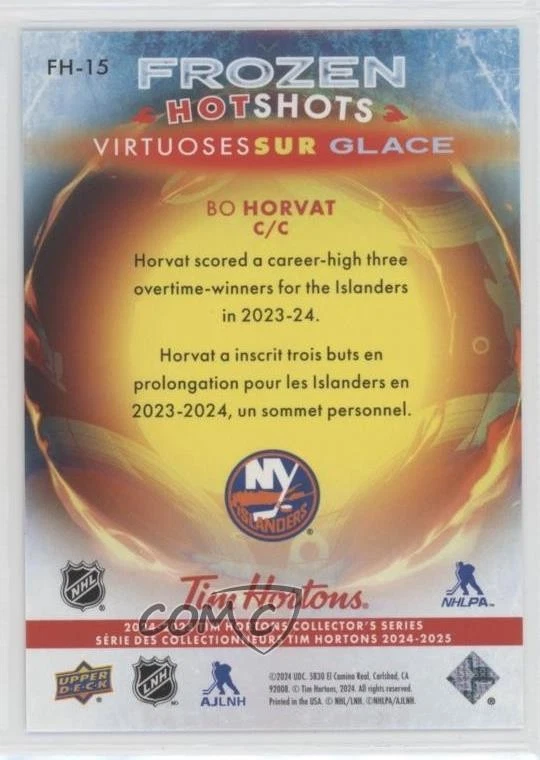 FH-15
FROZEN
HOTSHOTS
VIRTUOSES SUR GLACE
BO HORVAT
C/C
Horvat scored a career-high three
overtime-winners for the Islanders
in 2023-24.
Horvat a inscrit trois buts en
prolongation pour les Islanders en
2023-2024, un sommet personnel.
NY
ISLANDERS ®
NHL
Tim Hortons®
NHLPA™
COMC
TIM HORTONS COLLECTOR'S SERIES
SÉRIE DES COLLECTIONNEURS TIM HORTONS 2024-2025
UPPER
DECK
LNH
AJLNH
©2024 UDC. 5830 El Camino Real, Carlsbad, CA
92008. © Tim Hortons, 2024. All rights reserved.
Printed in the USA. © NHL/LNH. ©NHLPA/AJLNH.
®